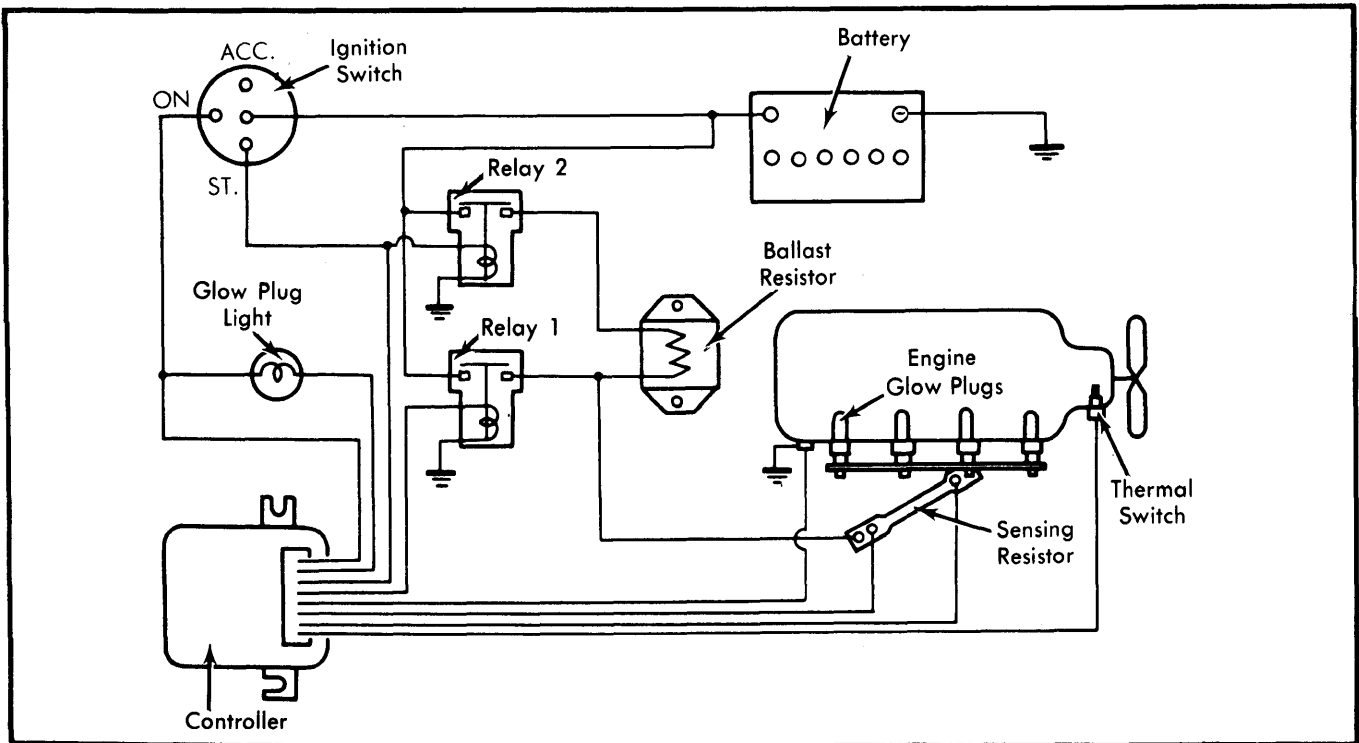 ACC.
Ignition
Switch
Battery
ON
ST.
Relay 2
Ballast
Resistor
Glow Plug
Light
Relay 1
Engine
Glow Plugs
Thermal
Switch
Sensing
Resistor
Controller